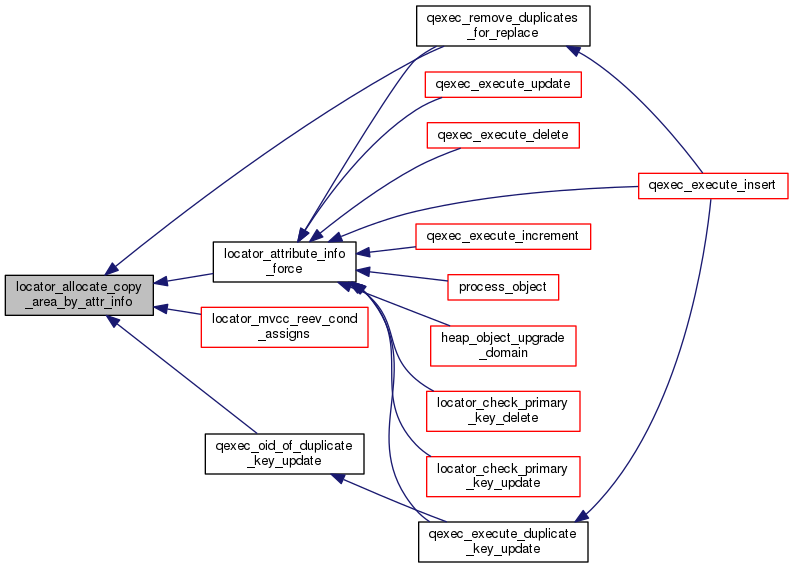 qexec_remove_duplicates
_for_replace
qexec_execute_update
qexec_execute_delete
qexec_execute_insert
qexec_execute_increment
locator_attribute_info
_force
process_object
locator_allocate_copy
_area_by_attr_info
locator_mvcc_reev_cond
_assigns
heap_object_upgrade
_domain
locator_check_primary
_key_delete
qexec_oid_of_duplicate
_key_update
locator_check_primary
_key_update
qexec_execute_duplicate
_key_update